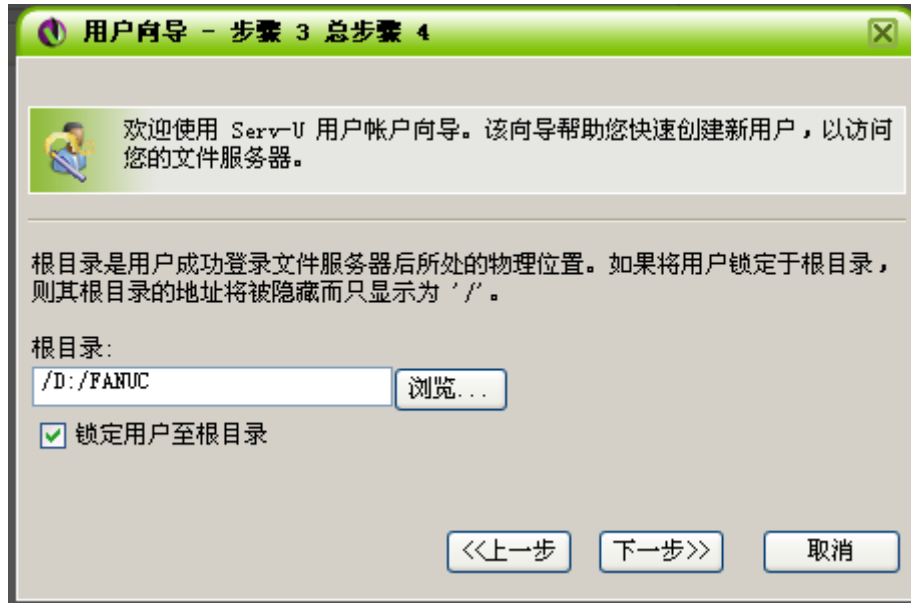 用户向导 - 步骤 3 总步骤 4
欢迎使用 Serv-U 用户帐户向导。该向导帮助您快速创建新用户，以访问
您的文件服务器。
根目录是用户成功登录文件服务器后所处的物理位置。如果将用户锁定于根目录，
则其根目录的地址将被隐藏而只显示为 '/'。
根目录:
/D:/FANUC
浏览...
锁定用户至根目录
<<上一步 下一步>> 取消